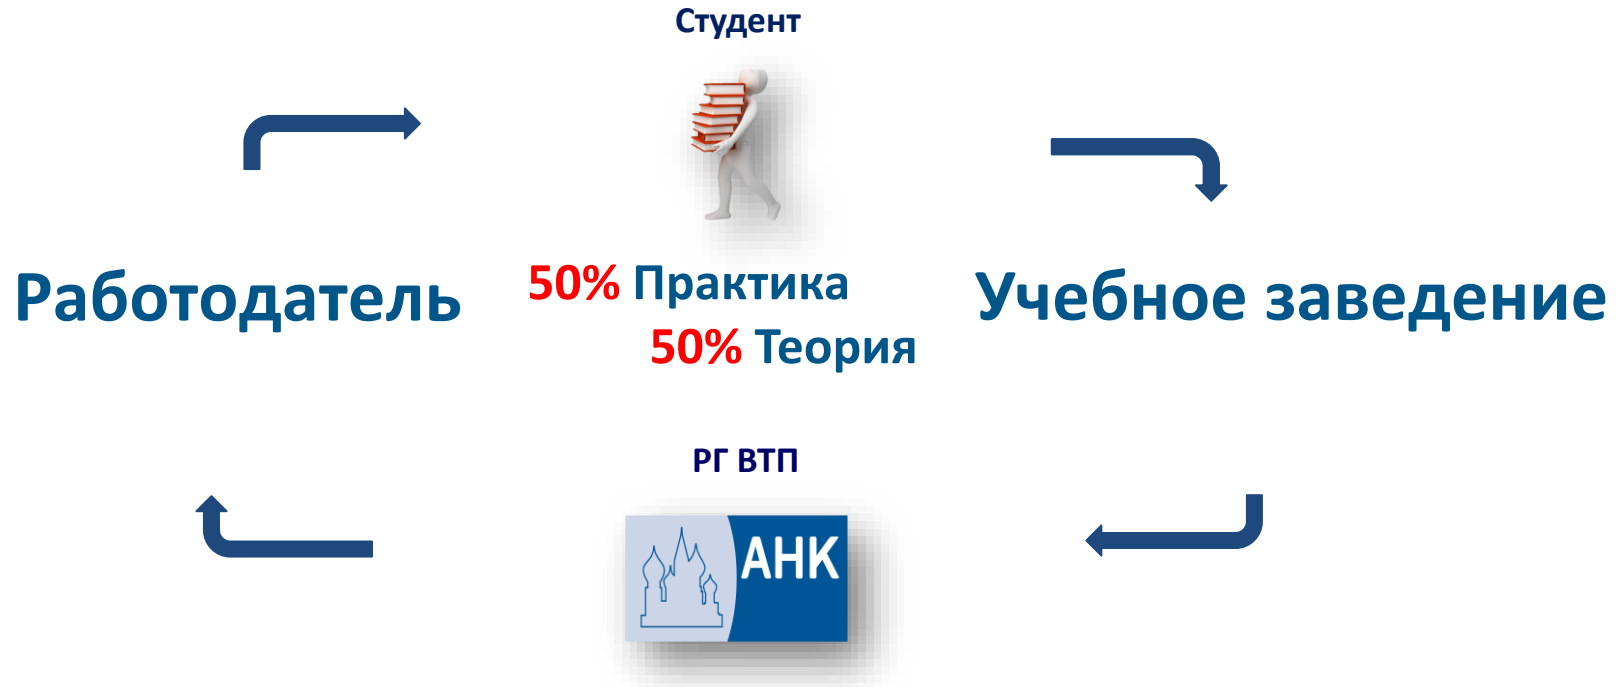 Студент
Работодатель
50% Практика
50% Теория
Учебное заведение
РГ ВТП
АНК